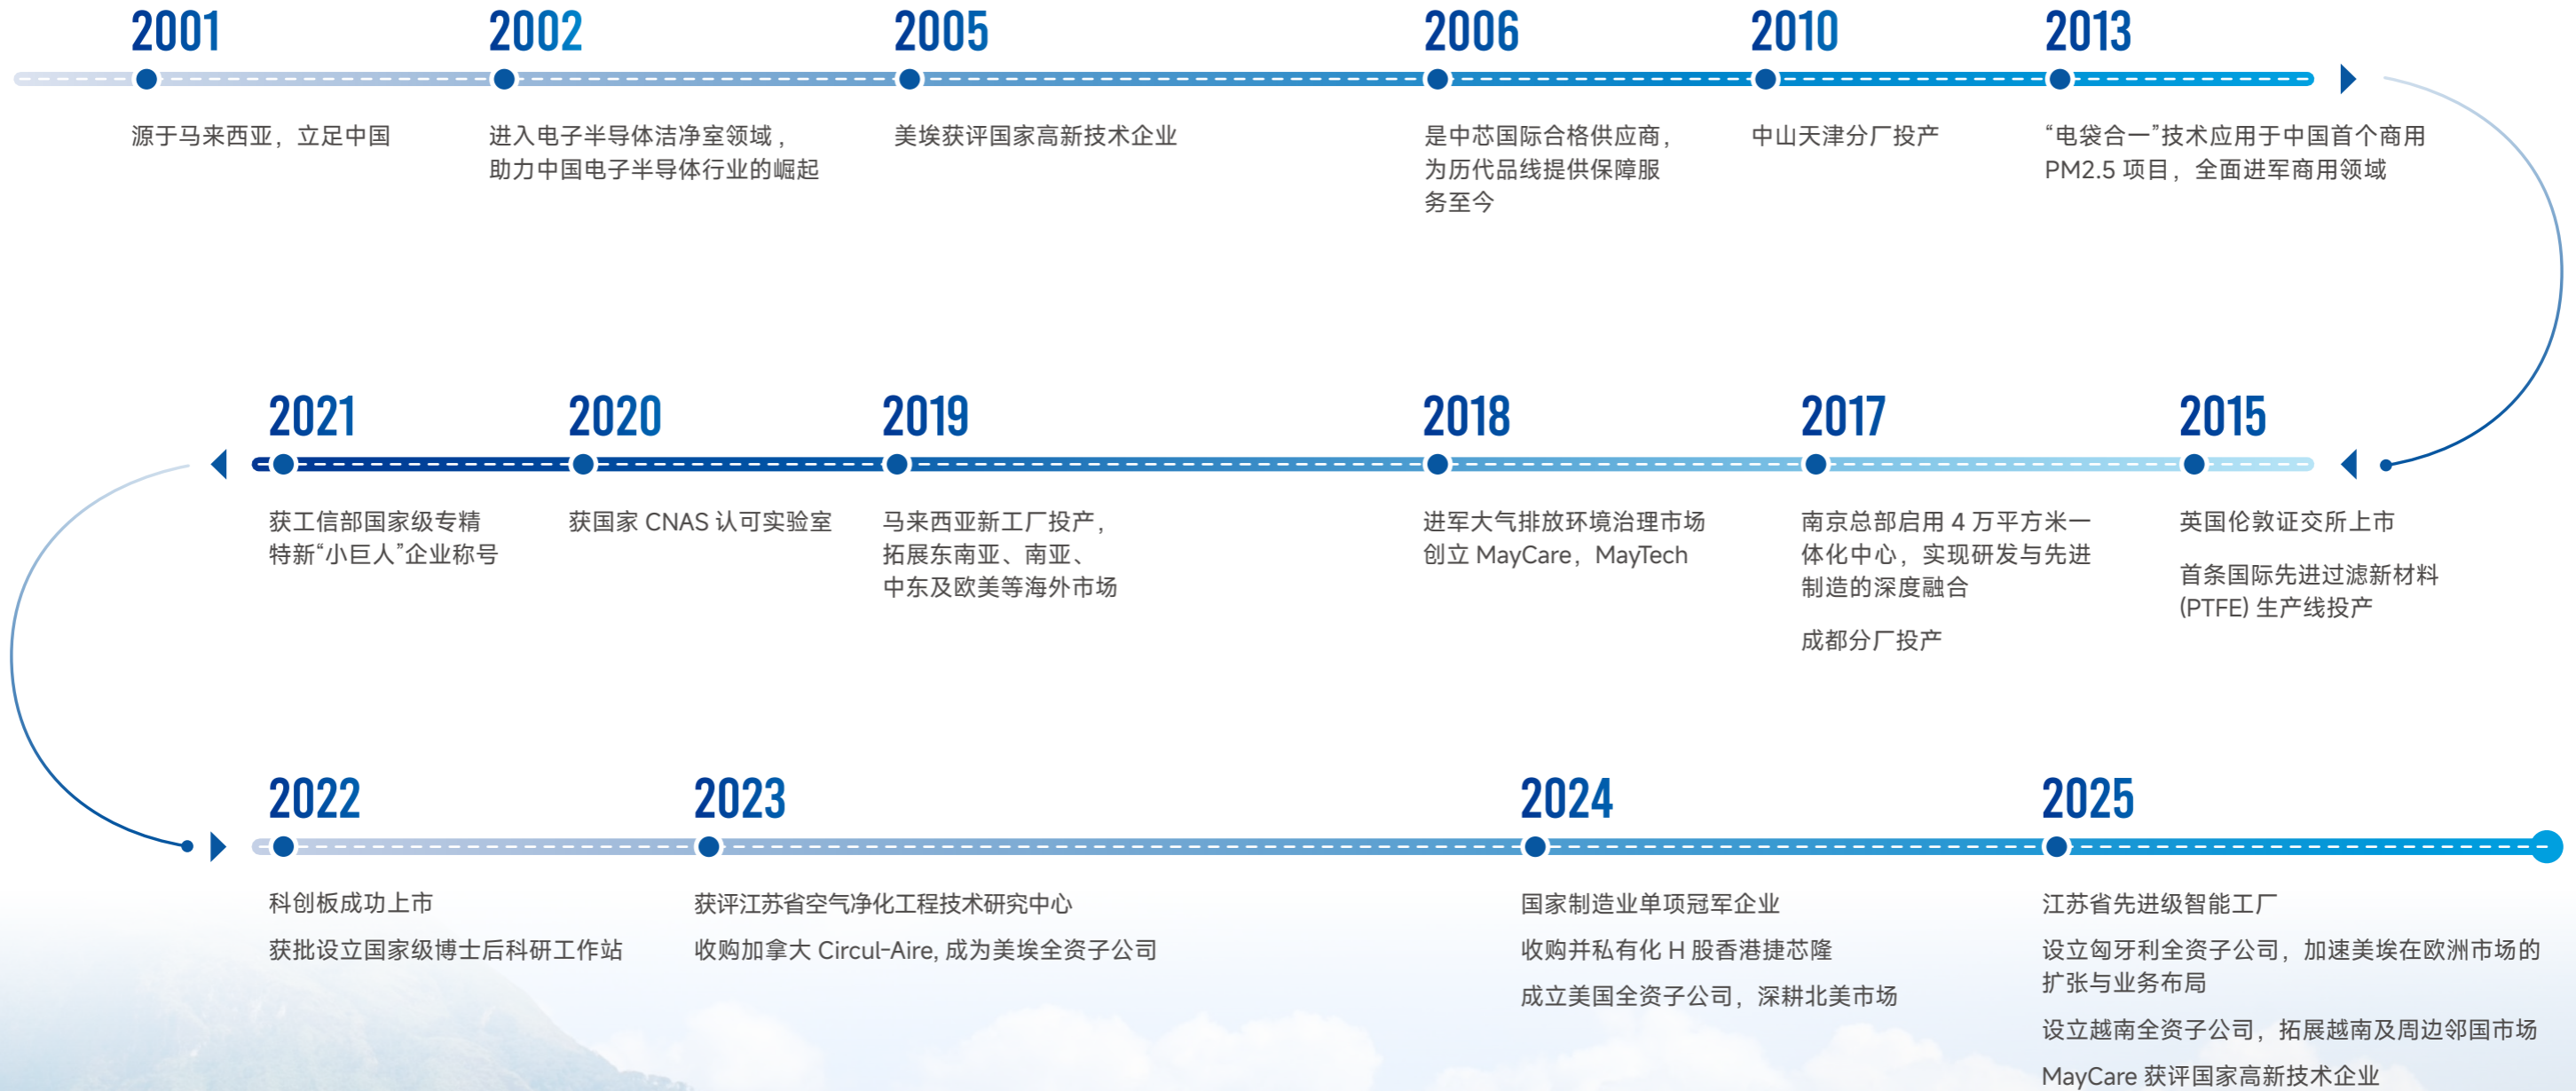 2001
源于马来西亚，立足中国
2002
进入电子半导体洁净室领域，
助力中国电子半导体行业的崛起
2005
美埃获评国家高新技术企业
2006
是中芯国际合格供应商，
为历代品线提供保障服
务至今
2010
中山天津分厂投产
2013
“电袋合一”技术应用于中国首个商用
PM2.5 项目，全面进军商用领域
2015
英国伦敦证交所上市
首条国际先进过滤新材料
(PTFE) 生产线投产
2017
南京总部启用 4 万平方米一
体化中心，实现研发与先进
制造的深度融合
成都分厂投产
2018
进军大气排放环境治理市场
创立 MayCare，MayTech
2019
马来西亚新工厂投产，
拓展东南亚、南亚、
中东及欧美等海外市场
2020
获国家 CNAS 认可实验室
2021
获工信部国家级专精
特新“小巨人”企业称号
2022
科创板成功上市
获批设立国家级博士后科研工作站
2023
获评江苏省空气净化工程技术研究中心
收购加拿大 Circul-Aire, 成为美埃全资子公司
2024
国家制造业单项冠军企业
收购并私有化 H 股香港捷芯隆
成立美国全资子公司，深耕北美市场
2025
江苏省先进级智能工厂
设立匈牙利全资子公司，加速美埃在欧洲市场的
扩张与业务布局
设立越南全资子公司，拓展越南及周边邻国市场
MayCare 获评国家高新技术企业